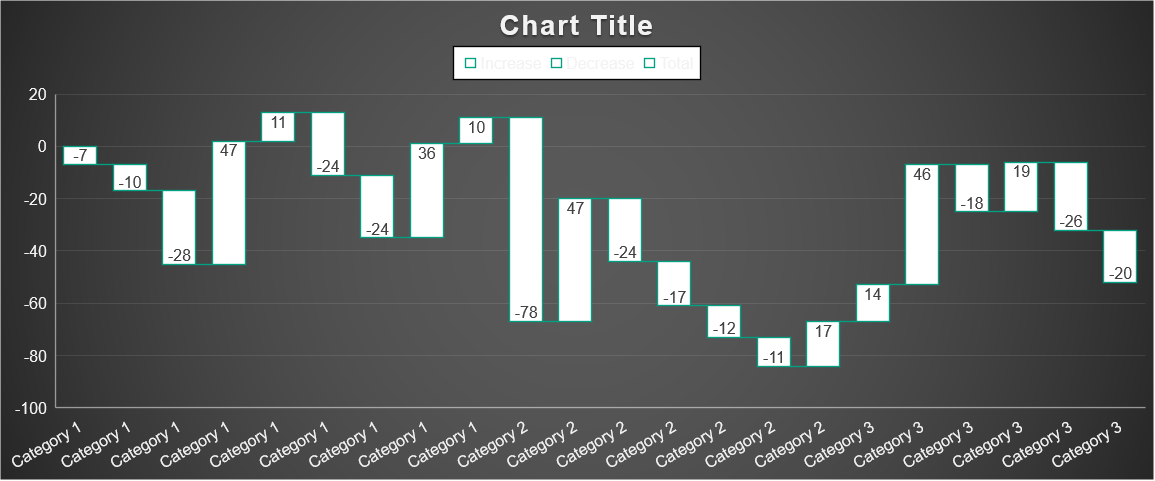 Chart Title
Increase Decrease Total
20
0
-20
-40
-60
-80
-100
-7
-10
-28
47
11
-24
-24
36
10
-78
47
-24
-17
-12
-11
17
14
46
-18
19
-26
-20
Category 1
Category 1
Category 1
Category 1
Category 1
Category 1
Category 1
Category 1
Category 1
Category 2
Category 2
Category 2
Category 2
Category 2
Category 2
Category 2
Category 3
Category 3
Category 3
Category 3
Category 3
Category 3